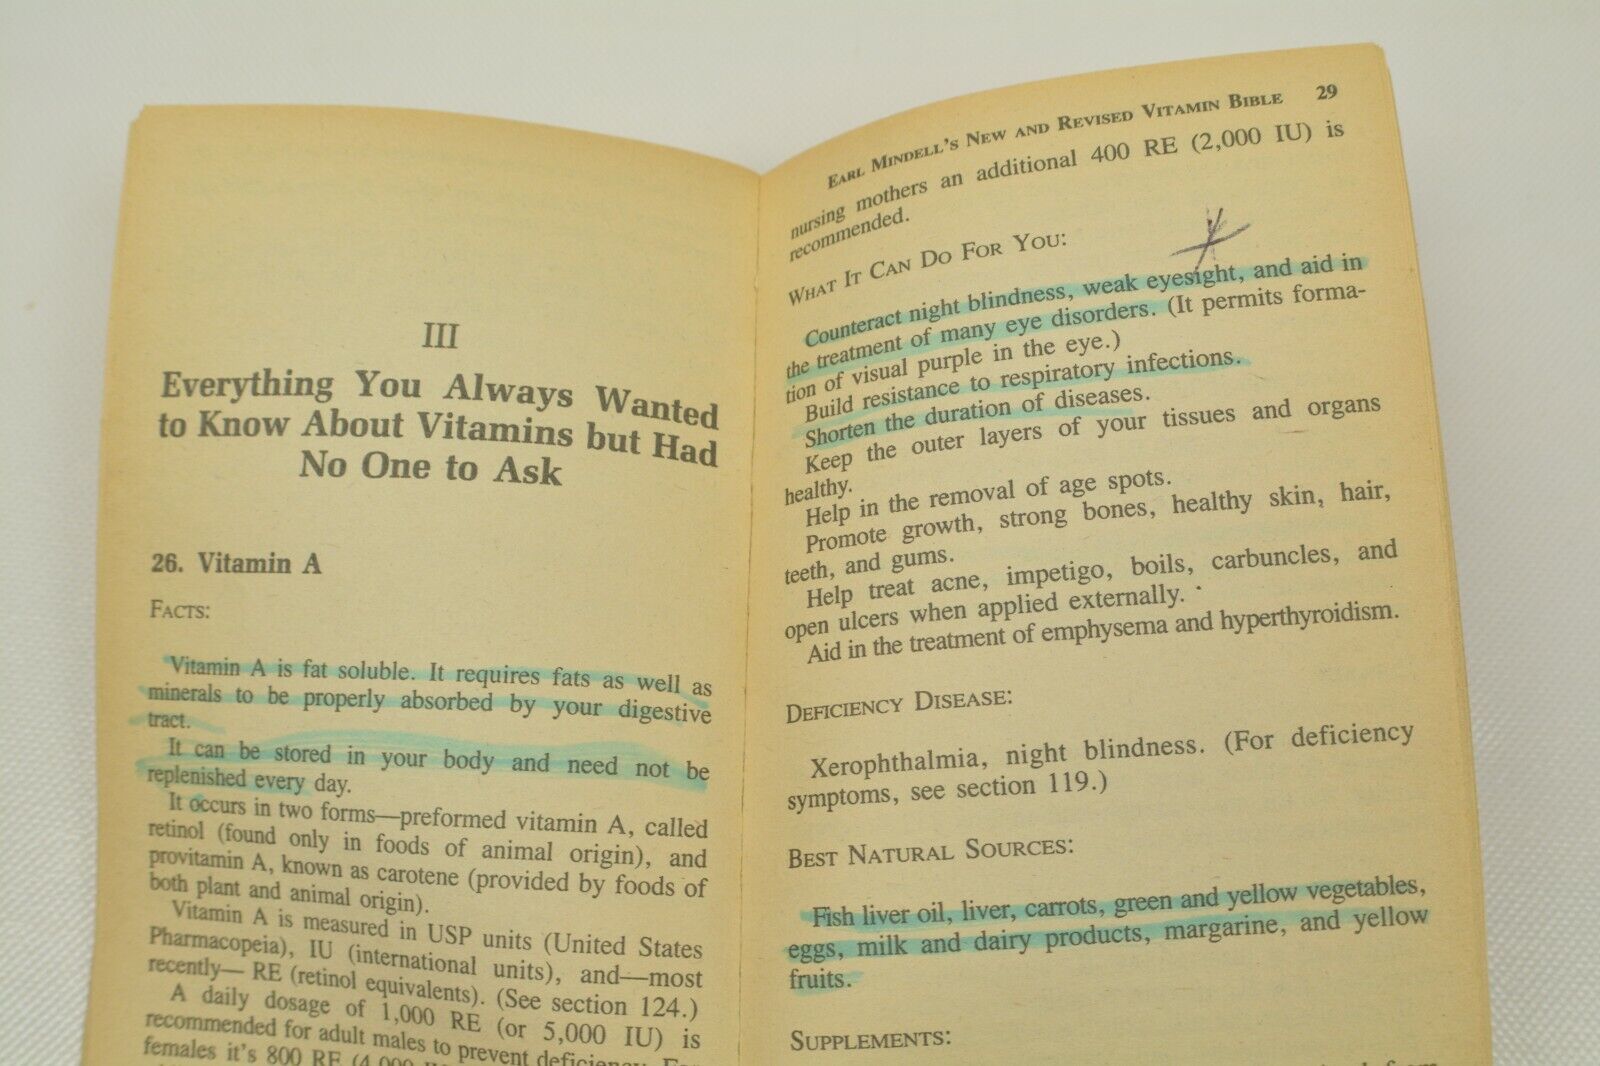 III
Everything You Always Wanted
to Know About Vitamins but Had
No One to Ask
26. Vitamin A
FACTS:
Vitamin A is fat soluble. It requires fats as well as
minerals to be properly absorbed by your digestive
tract.
It can be stored in your body and need not be
replenished every day.
It occurs in two forms—preformed vitamin A, called
retinol (found only in foods of animal origin), and
provitamin A, known as carotene (provided by foods of
both plant and animal origin).
Vitamin A is measured in USP units (United States
Pharmacopeia), IU (international units), and—most
recently— RE (retinol equivalents). (See section 124.)
A daily dosage of 1,000 RE (or 5,000 IU) is
recommended for adult males to prevent deficiency. For
females it's 800 RE (4,000
EARL MINDELL'S NEW AND REVISED VITAMIN BIBLE 29
nursing mothers an additional 400 RE (2,000 IU) is
recommended.
WHAT IT CAN DO FOR YOU:
Counteract night blindness, weak eyesight, and aid in
the treatment of many eye disorders. (It permits forma-
tion of visual purple in the eye.)
Build resistance to respiratory infections.
Shorten the duration of diseases.
Keep the outer layers of your tissues and organs
healthy.
Help in the removal of age spots.
Promote growth, strong bones, healthy skin, hair,
teeth, and gums.
Help treat acne, impetigo, boils, carbuncles, and
open ulcers when applied externally.
Aid in the treatment of emphysema and hyperthyroidism.
DEFICIENCY DISEASE:
Xerophthalmia, night blindness. (For deficiency
symptoms, see section 119.)
BEST NATURAL SOURCES:
Fish liver oil, liver, carrots, green and yellow vegetables,
eggs, milk and dairy products, margarine, and yellow
fruits.
SUPPLEMENTS: